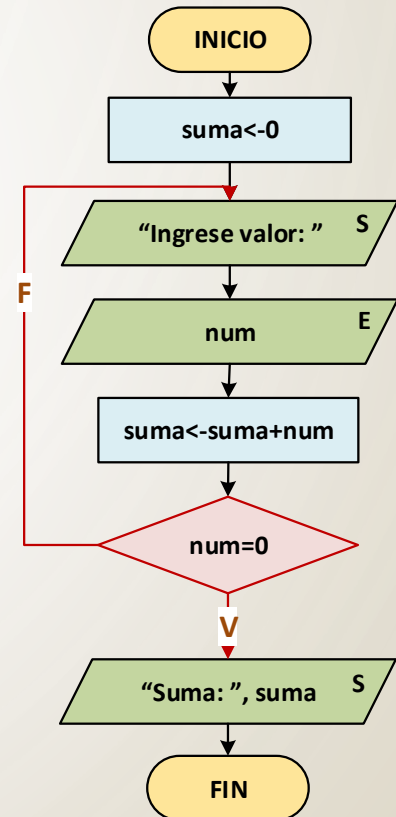 INICIO
suma<-0
“Ingrese valor: ” S
F
num E
suma<-suma+num
num=0
V
“Suma: ”, suma S
FIN